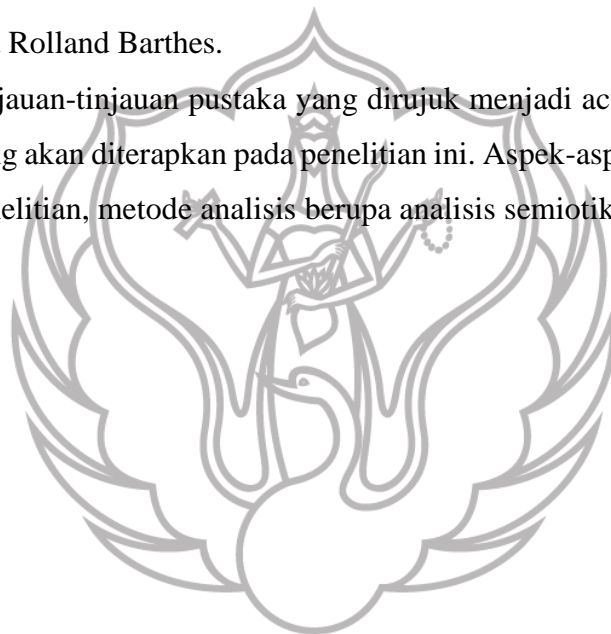 Rolland Barthes.
jauan-tinjauan pustaka yang dirujuk menjadi ac
g akan diterapkan pada penelitian ini. Aspek-asp
elitian, metode analisis berupa analisis semiotik